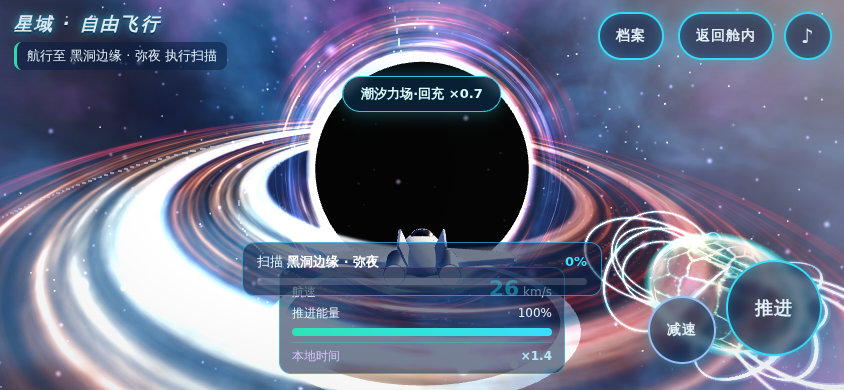 星域 · 自由飞行
航行至 黑洞边缘 · 弥夜 执行扫描
档案
返回舱内
♪
潮汐力场·回充 ×0.7
扫描 黑洞边缘 · 弥夜 0%
航速 26 km/s
推进能量 100%
本地时间 ×1.4
减速
推进